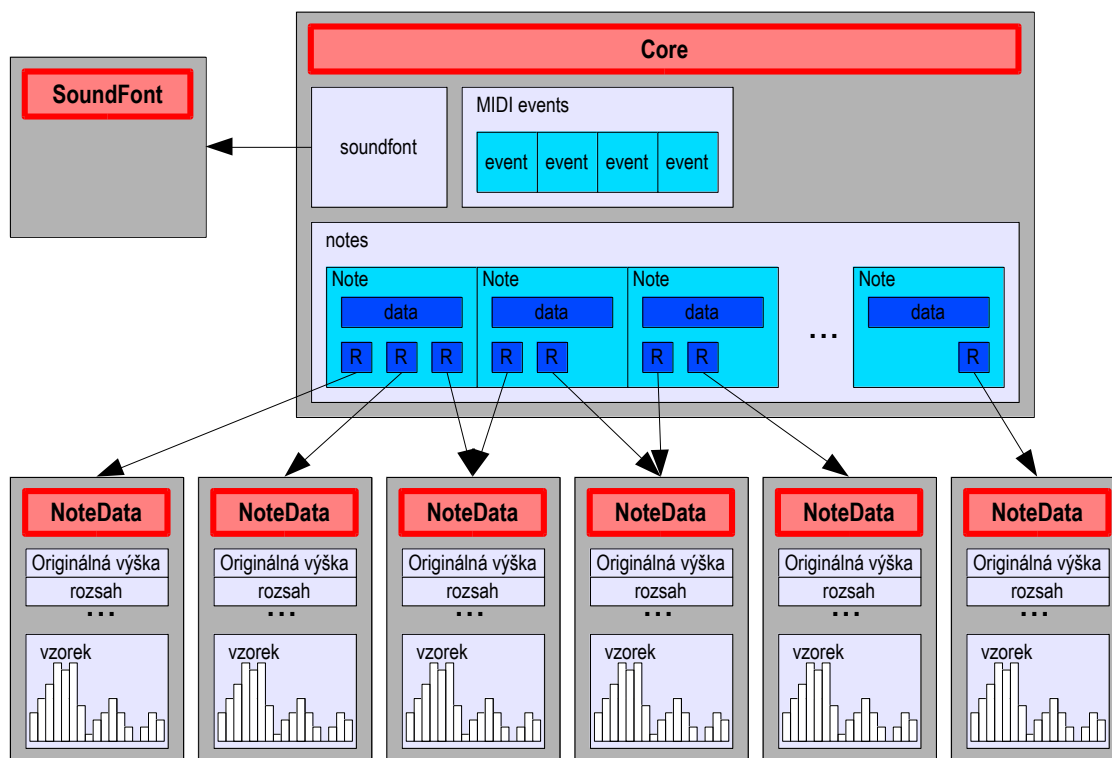 Core
SoundFont
soundfont
MIDI events
event event event event
notes
Note Note Note Note
data data data data
...
R R R R R R R R
NoteData NoteData NoteData NoteData NoteData NoteData
Originálná výška Originálná výška Originálná výška Originálná výška Originálná výška Originálná výška
rozsah rozsah rozsah rozsah rozsah rozsah
... ... ... ... ... ...
vzorek vzorek vzorek vzorek vzorek vzorek